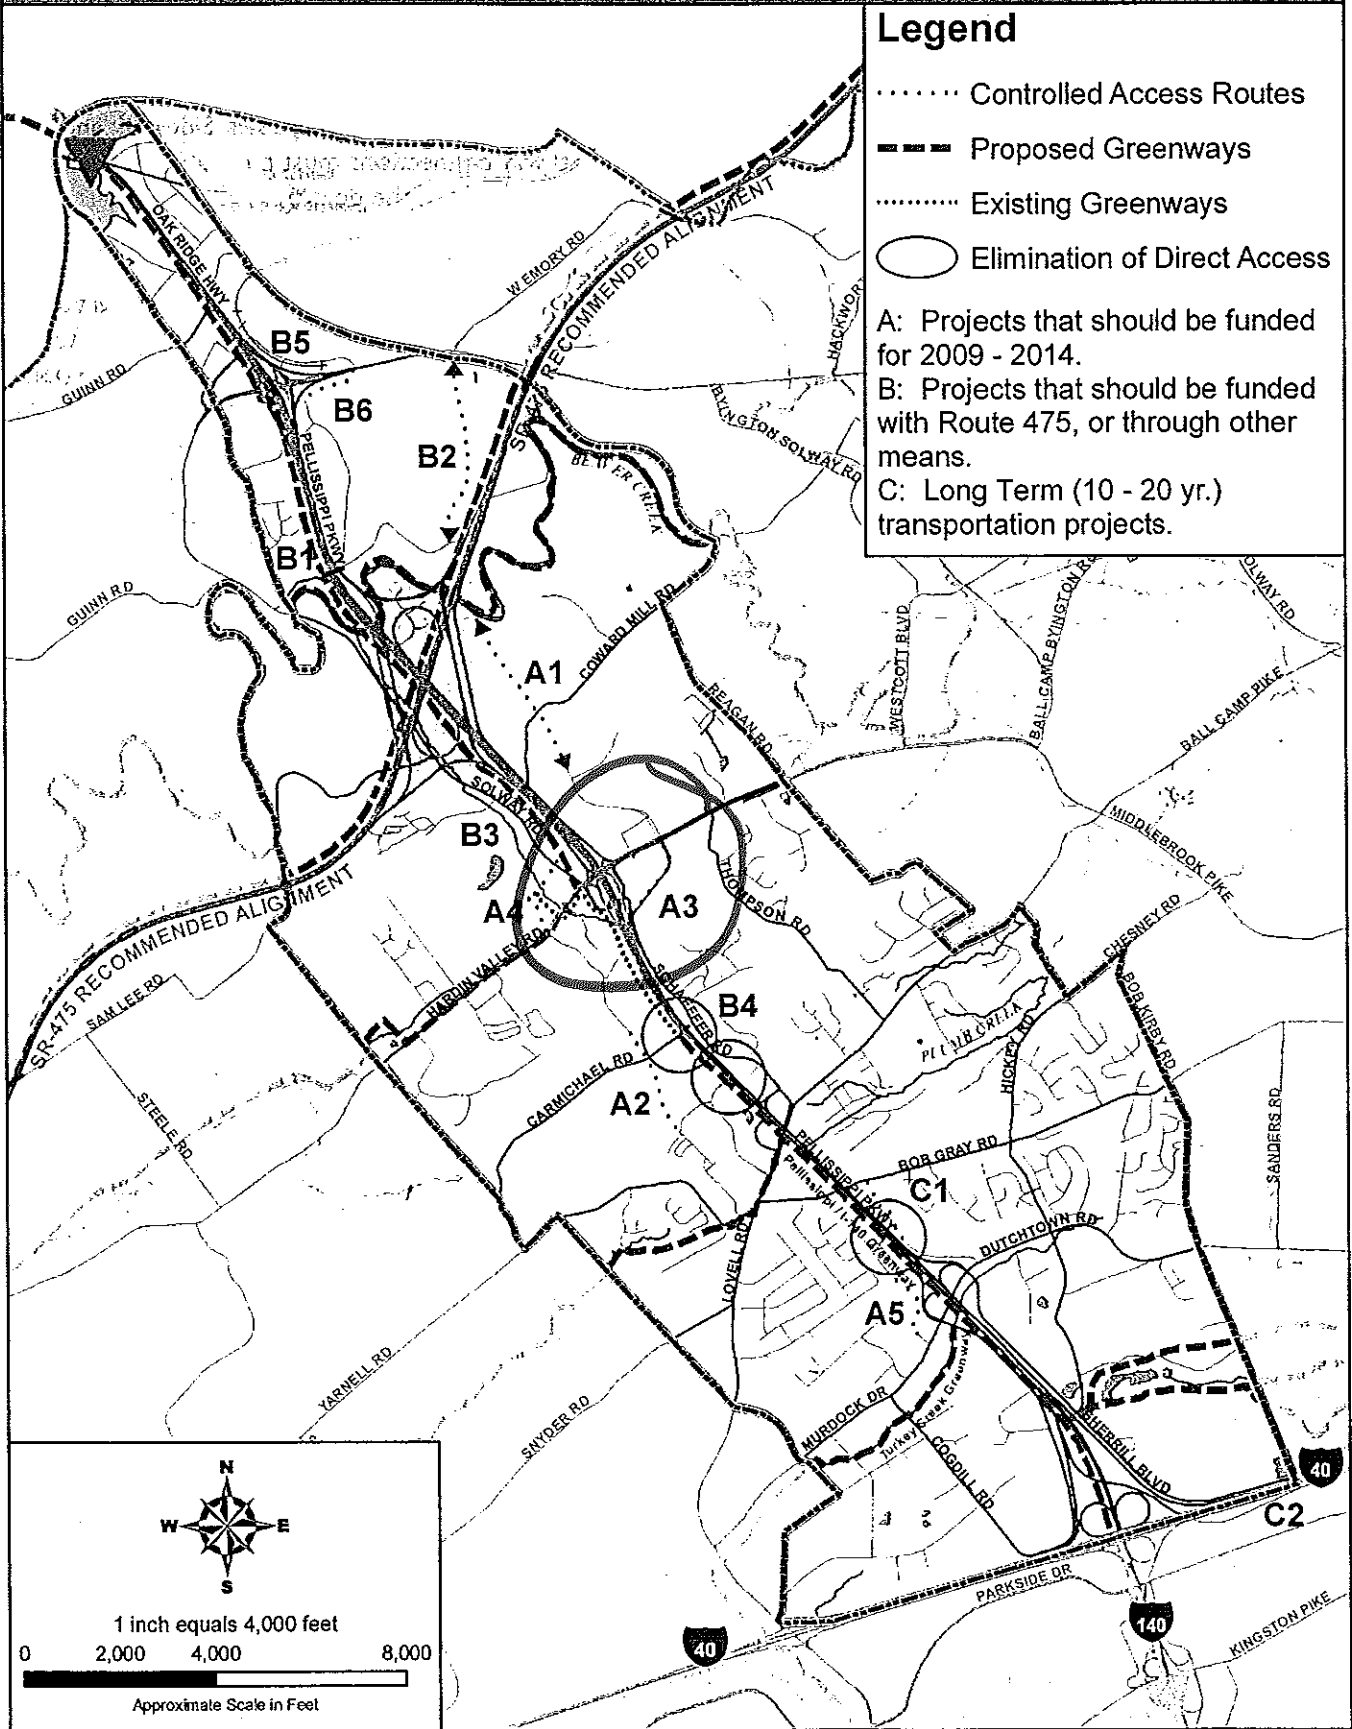 Legend
Controlled Access Routes
Proposed Greenways
Existing Greenways
Elimination of Direct Access
A: Projects that should be funded
for 2009 - 2014.
B: Projects that should be funded
with Route 475, or through other
means.
C: Long Term (10 - 20 yr.)
transportation projects.
OAK RIDGE HWY
W EMORY RD
RECOMMENDED ALIGNMENT
B5
GUINN RD
B6
B2
PELLISSIPPI PKWY
BYINGTON SOLWAY RD
BEAVER CREEK
B1
GUINN RD
COWARD MILL RD
A1
REAGAN RD
WESTCOTT BLVD
BALL CAMP BYINGTON RD
BALL CAMP PIKE
SOLWAY RD
B3
MIDDLEBROOK PIKE
THOMPSON RD
A4
A3
HARDIN VALLEY RD
SR-475 RECOMMENDED ALIGNMENT
SAM LEE RD
CHESNEY RD
SCHAEFFER RD
B4
BOB KIRBY RD
PLUMB CREEK
HICKEY RD
CARMICHAEL RD
A2
STEELE RD
SANDERS RD
PELLISSIPPI PKWY
BOB GRAY RD
C1
DUTCHTOWN RD
LOVELL RD
A5
YARNELL RD
SNYDER RD
MURDOCK DR
COGDILL RD
SHERRILL BLVD
40
C2
PARKSIDE DR
140
40
KINGSTON PIKE
N
W E
S
1 inch equals 4,000 feet
0 2,000 4,000 8,000
Approximate Scale in Feet